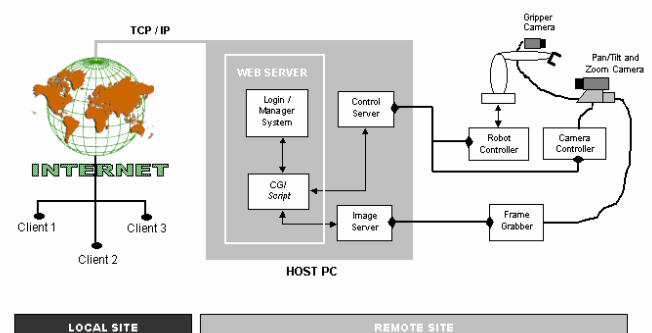 Gripper
Camera
TCP / IP
Pan/Tilt and
Zoom Camera
WEB SERVER
Login /
Manager
System
Control
Server
Robot
Controller
Camera
Controller
INTERNET
CGI
Script
Image
Server
Frame
Grabber
Client 1
Client 3
Client 2
HOST PC
LOCAL SITE
REMOTE SITE